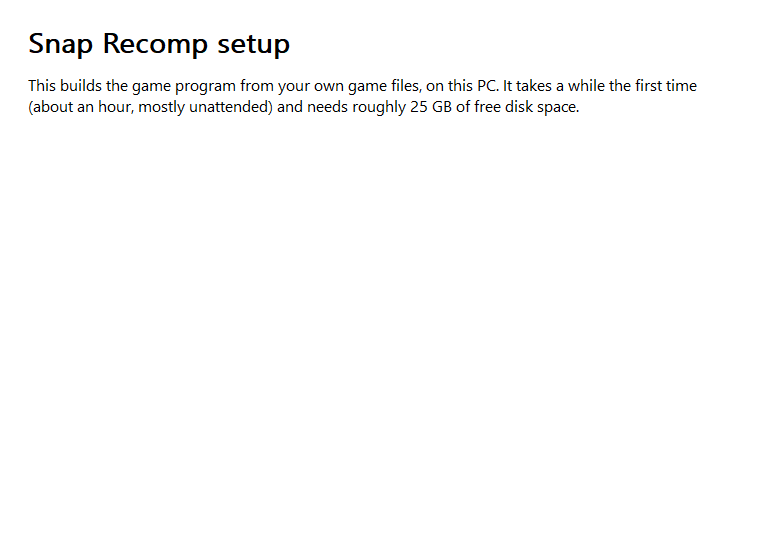 Snap Recomp setup
This builds the game program from your own game files, on this PC. It takes a while the first time
(about an hour, mostly unattended) and needs roughly 25 GB of free disk space.